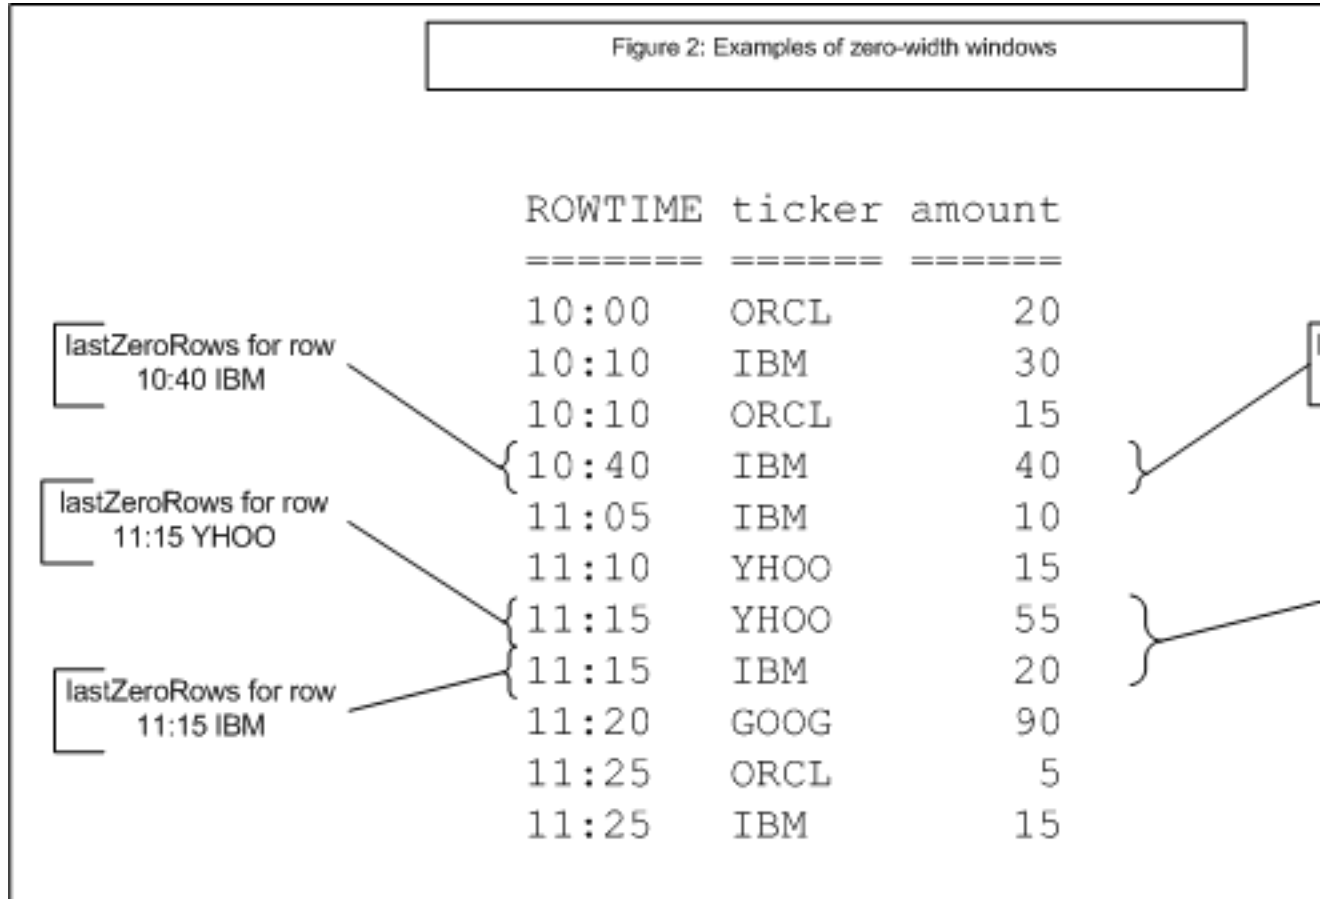 Figure 2: Examples of zero-width windows
ROWTIME ticker amount
======= ====== ======
10:00 ORCL 20
10:10 IBM 30
10:10 ORCL 15
10:40 IBM 40
11:05 IBM 10
11:10 YHOO 15
11:15 YHOO 55
11:15 IBM 20
11:20 GOOG 90
11:25 ORCL 5
11:25 IBM 15
lastZeroRows for row
10:40 IBM
lastZeroRows for row
11:15 YHOO
lastZeroRows for row
11:15 IBM